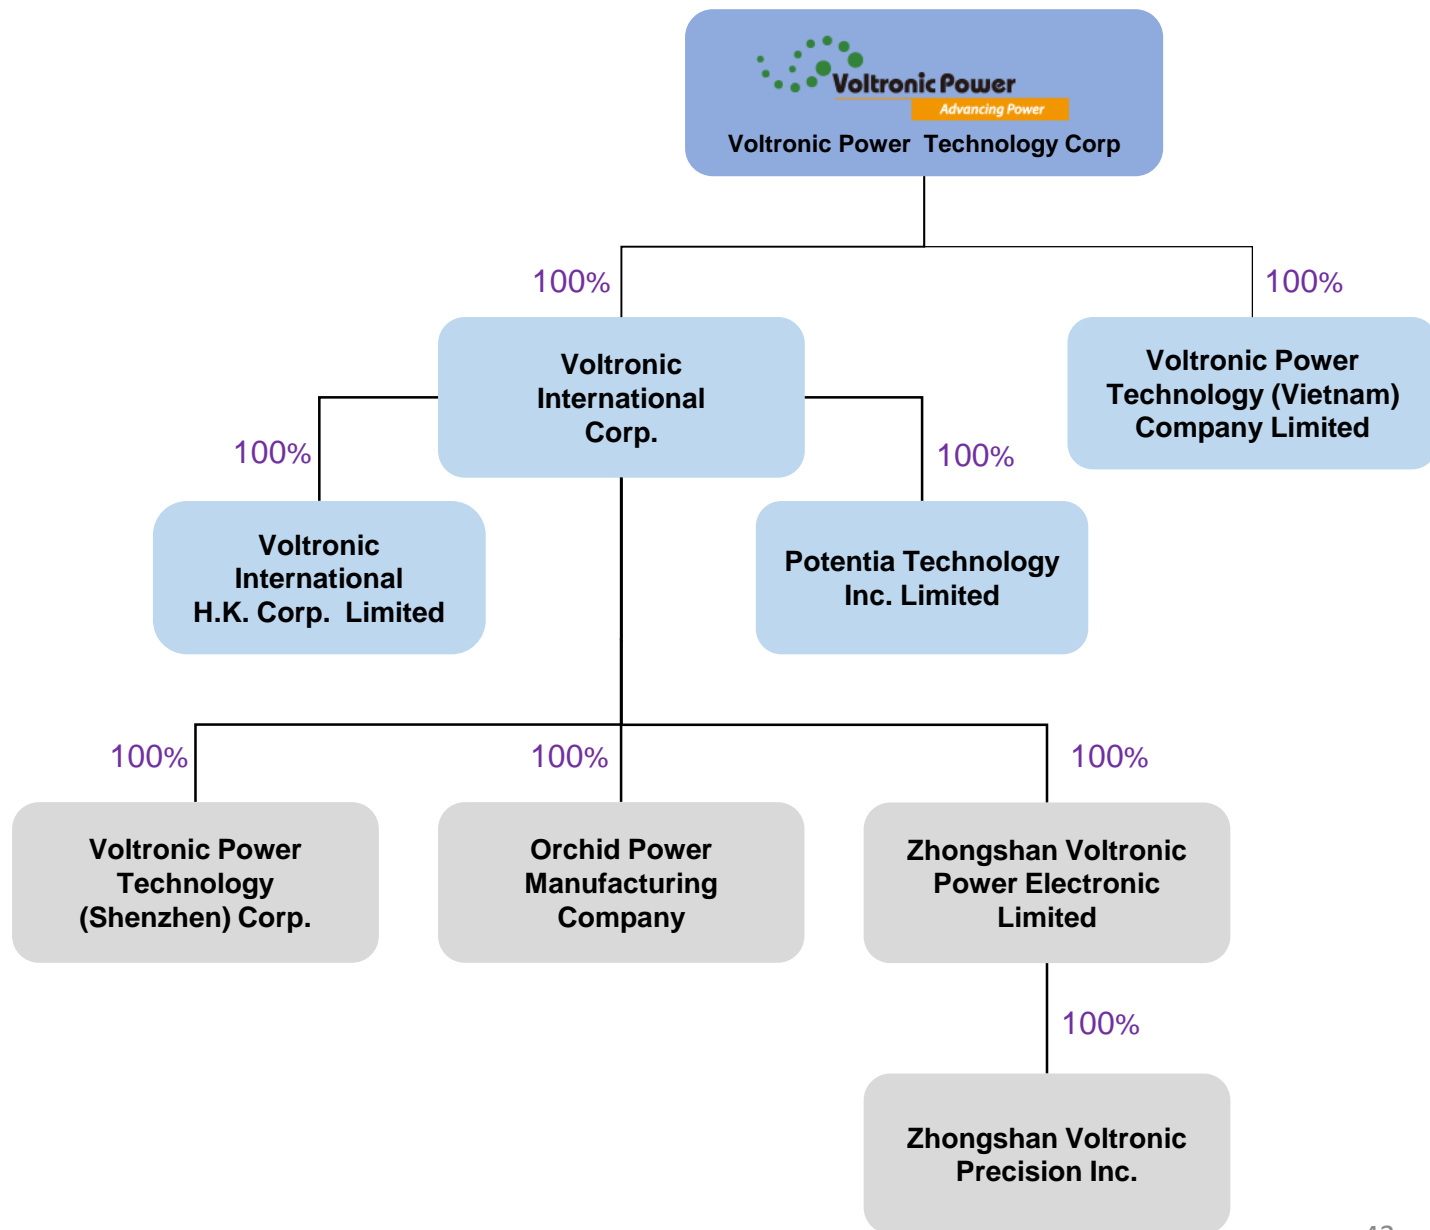 Voltronic Power
Advancing Power
Voltronic Power Technology Corp
100%
100%
Voltronic
International
Corp.
Voltronic Power
Technology (Vietnam)
Company Limited
100%
100%
Voltronic
International
H.K. Corp. Limited
Potentia Technology
Inc. Limited
100%
100%
100%
Voltronic Power
Technology
(Shenzhen) Corp.
Orchid Power
Manufacturing
Company
Zhongshan Voltronic
Power Electronic
Limited
100%
Zhongshan Voltronic
Precision Inc.